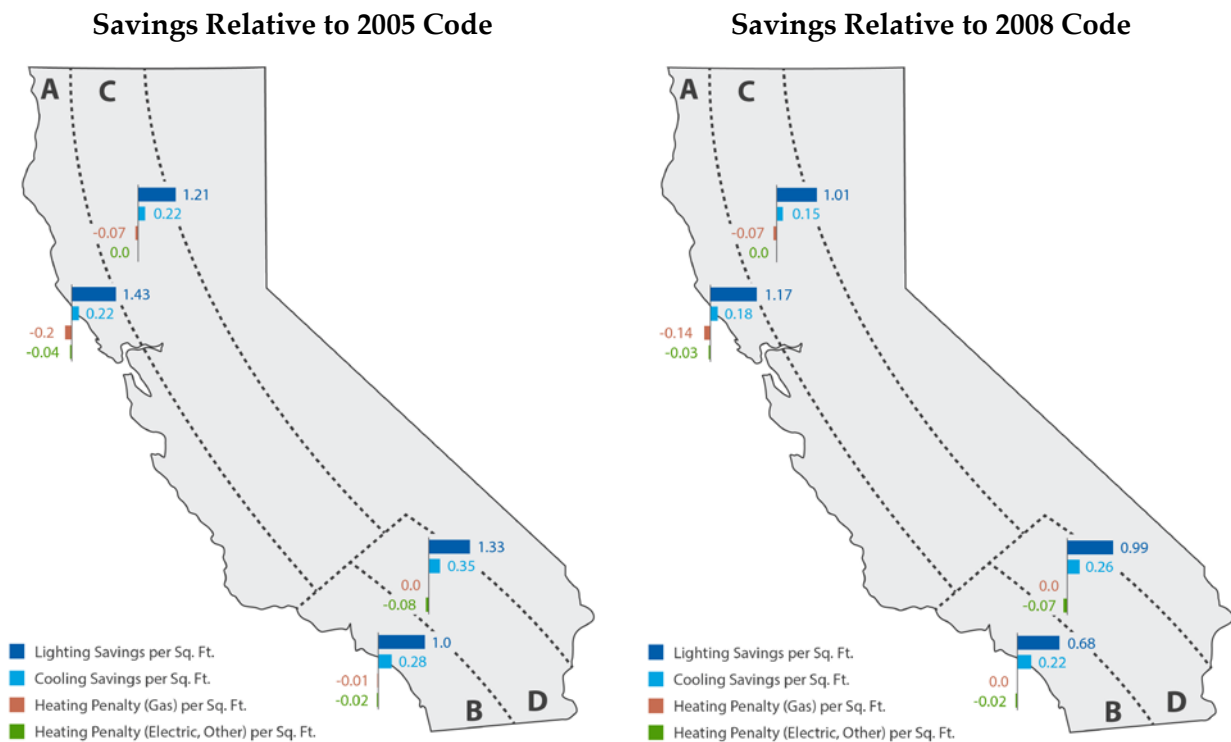 Savings Relative to 2005 Code
A C
1.21
0.22
-0.07
0.0
1.43
0.22
-0.2
-0.04
1.33
0.35
0.0
-0.08
1.0
0.28
-0.01
-0.02
B D
Lighting Savings per Sq. Ft.
Cooling Savings per Sq. Ft.
Heating Penalty (Gas) per Sq. Ft.
Heating Penalty (Electric, Other) per Sq. Ft.
Savings Relative to 2008 Code
A C
1.01
0.15
-0.07
0.0
1.17
0.18
-0.14
-0.03
0.99
0.26
0.0
-0.07
0.68
0.22
0.0
-0.02
B D
Lighting Savings per Sq. Ft.
Cooling Savings per Sq. Ft.
Heating Penalty (Gas) per Sq. Ft.
Heating Penalty (Electric, Other) per Sq. Ft.